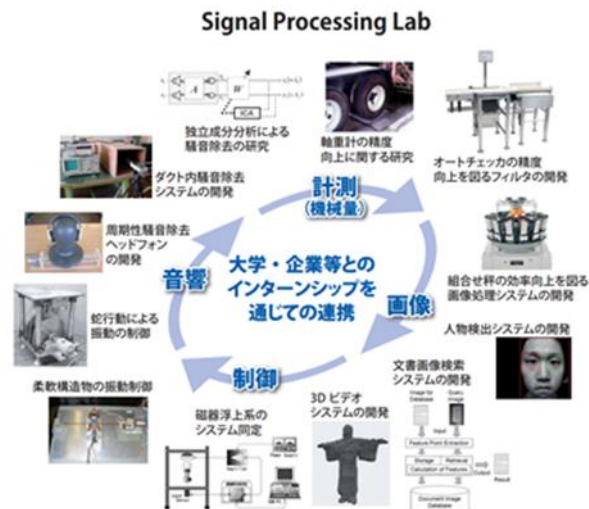 Signal Processing Lab
A
W
ICA
独立成分分析による
騒音除去の研究
軸重計の精度
向上に関する研究
オートチェッカの精度
向上を図るフィルタの開発
ダクト内騒音除去
システムの開発
計測
(機械量)
周期性騒音除去
ヘッドフォン
の開発
組合せ秤の効率向上を図る
画像処理システムの開発
音響
大学・企業等との
インターンシップを
通じての連携
画像
蛇行動による
振動の制御
人物検出システムの開発
制御
柔軟構造物の振動制御
磁器浮上系の
システム同定
3Dビデオ
システムの開発
文書画像検索
システムの開発
Image for
Database
Query
Image
Input
Feature Point Extraction
Storage
Retrieval
Calculation of Features
Output
Result
Document Image
Database